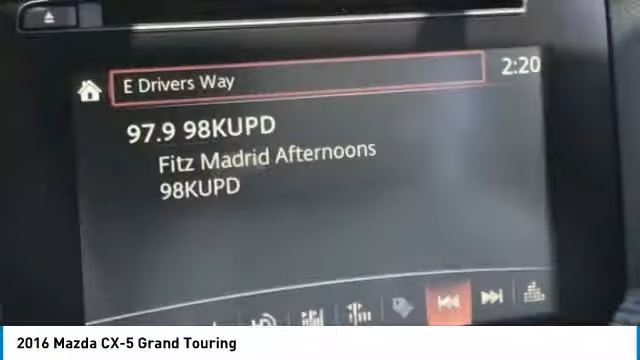 E Drivers Way
2:20
97.9 98KUPD
Fitz Madrid Afternoons
98KUPD
2016 Mazda CX-5 Grand Touring